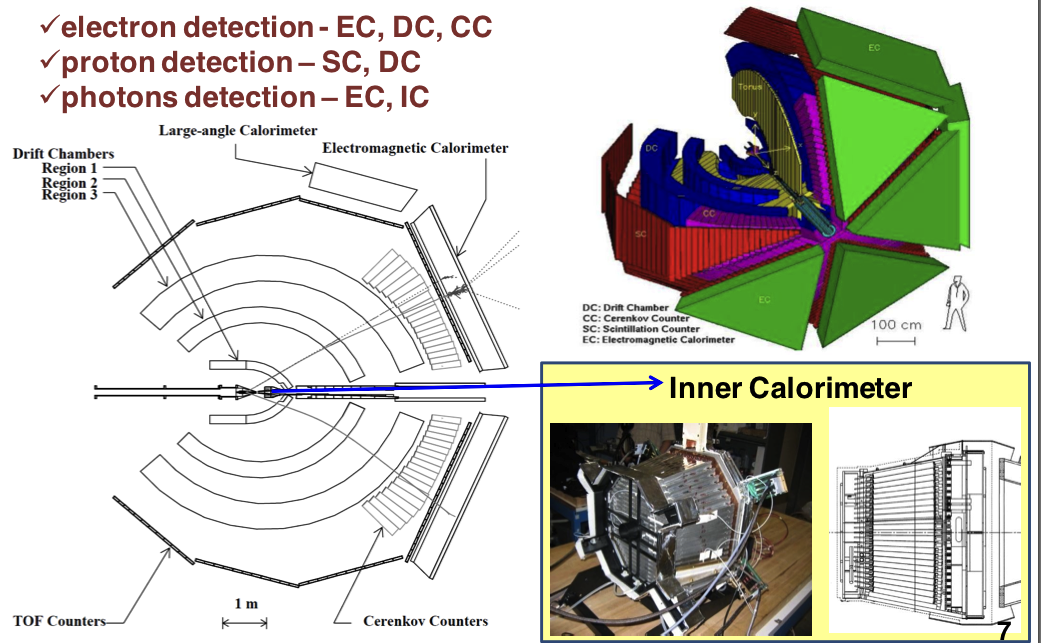 ✓electron detection - EC, DC, CC
✓proton detection – SC, DC
✓photons detection – EC, IC
Large-angle Calorimeter
Electromagnetic Calorimeter
Drift Chambers
Region 1
Region 2
Region 3
TOF Counters
1 m
Cerenkov Counters
EC
Torus
DC
CC
SC
EC
DC: Drift Chamber
CC: Cerenkov Counter
SC: Scintillation Counter
EC: Electromagnetic Calorimeter
100 cm
Inner Calorimeter
7